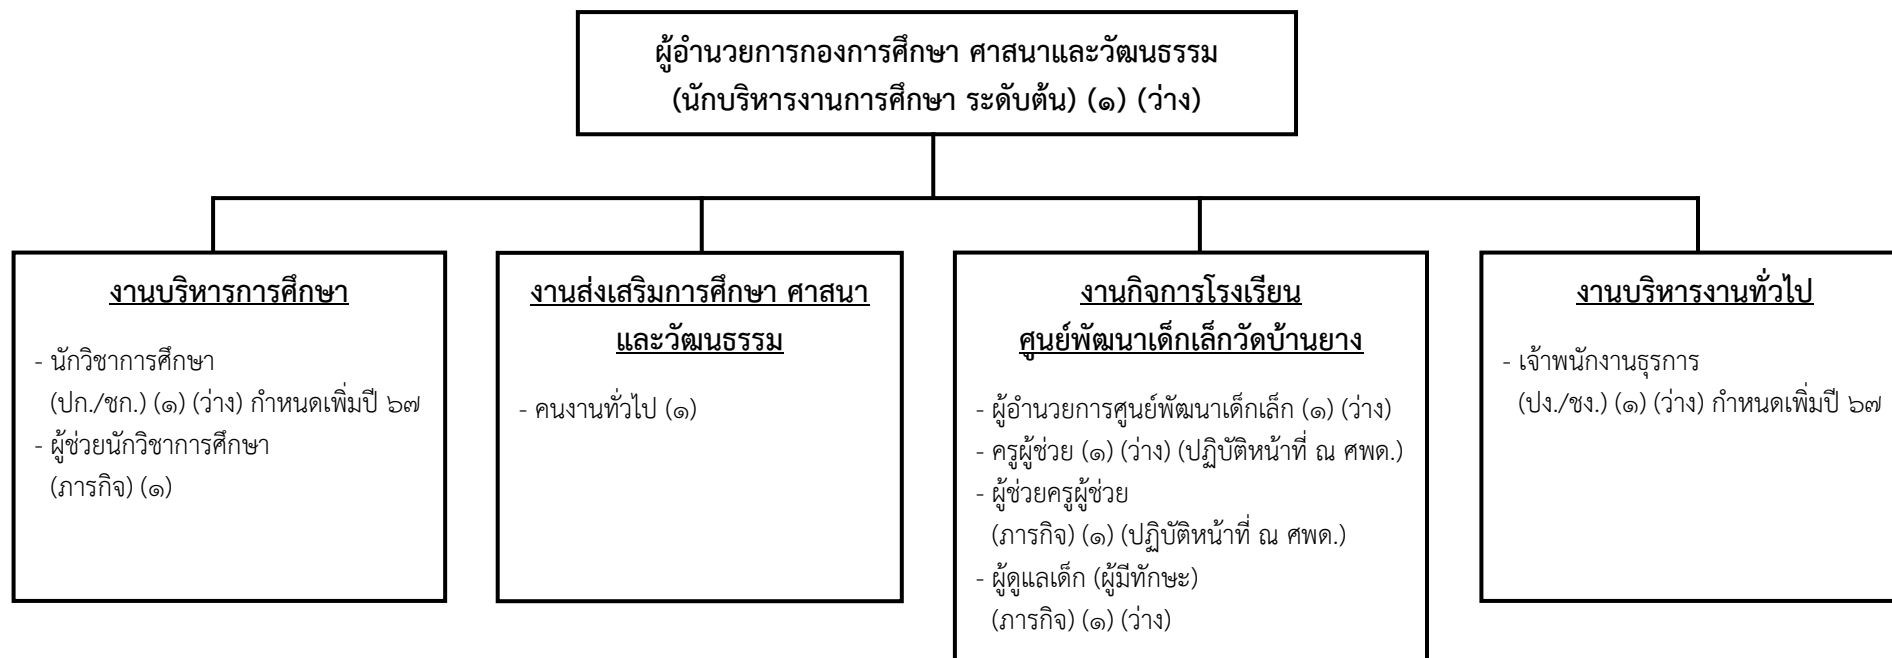 ผู้อำนวยการกองการศึกษา ศาสนาและวัฒนธรรม
(นักบริหารงานการศึกษา ระดับต้น) (๑) (ว่าง)
งานบริหารการศึกษา
- นักวิชาการศึกษา
(ปก./ชก.) (๑) (ว่าง) กำหนดเพิ่มปี ๖๗
- ผู้ช่วยนักวิชาการศึกษา
(ภารกิจ) (๑)
งานส่งเสริมการศึกษา ศาสนา
และวัฒนธรรม
- คนงานทั่วไป (๑)
งานกิจการโรงเรียน
ศูนย์พัฒนาเด็กเล็กวัดบ้านยาง
- ผู้อำนวยการศูนย์พัฒนาเด็กเล็ก (๑) (ว่าง)
- ครูผู้ช่วย (๑) (ว่าง) (ปฏิบัติหน้าที่ ณ ศพด.)
- ผู้ช่วยครูผู้ช่วย
(ภารกิจ) (๑) (ปฏิบัติหน้าที่ ณ ศพด.)
- ผู้ดูแลเด็ก (ผู้มีทักษะ)
(ภารกิจ) (๑) (ว่าง)
งานบริหารงานทั่วไป
- เจ้าพนักงานธุรการ
(ปง./ชง.) (๑) (ว่าง) กำหนดเพิ่มปี ๖๗